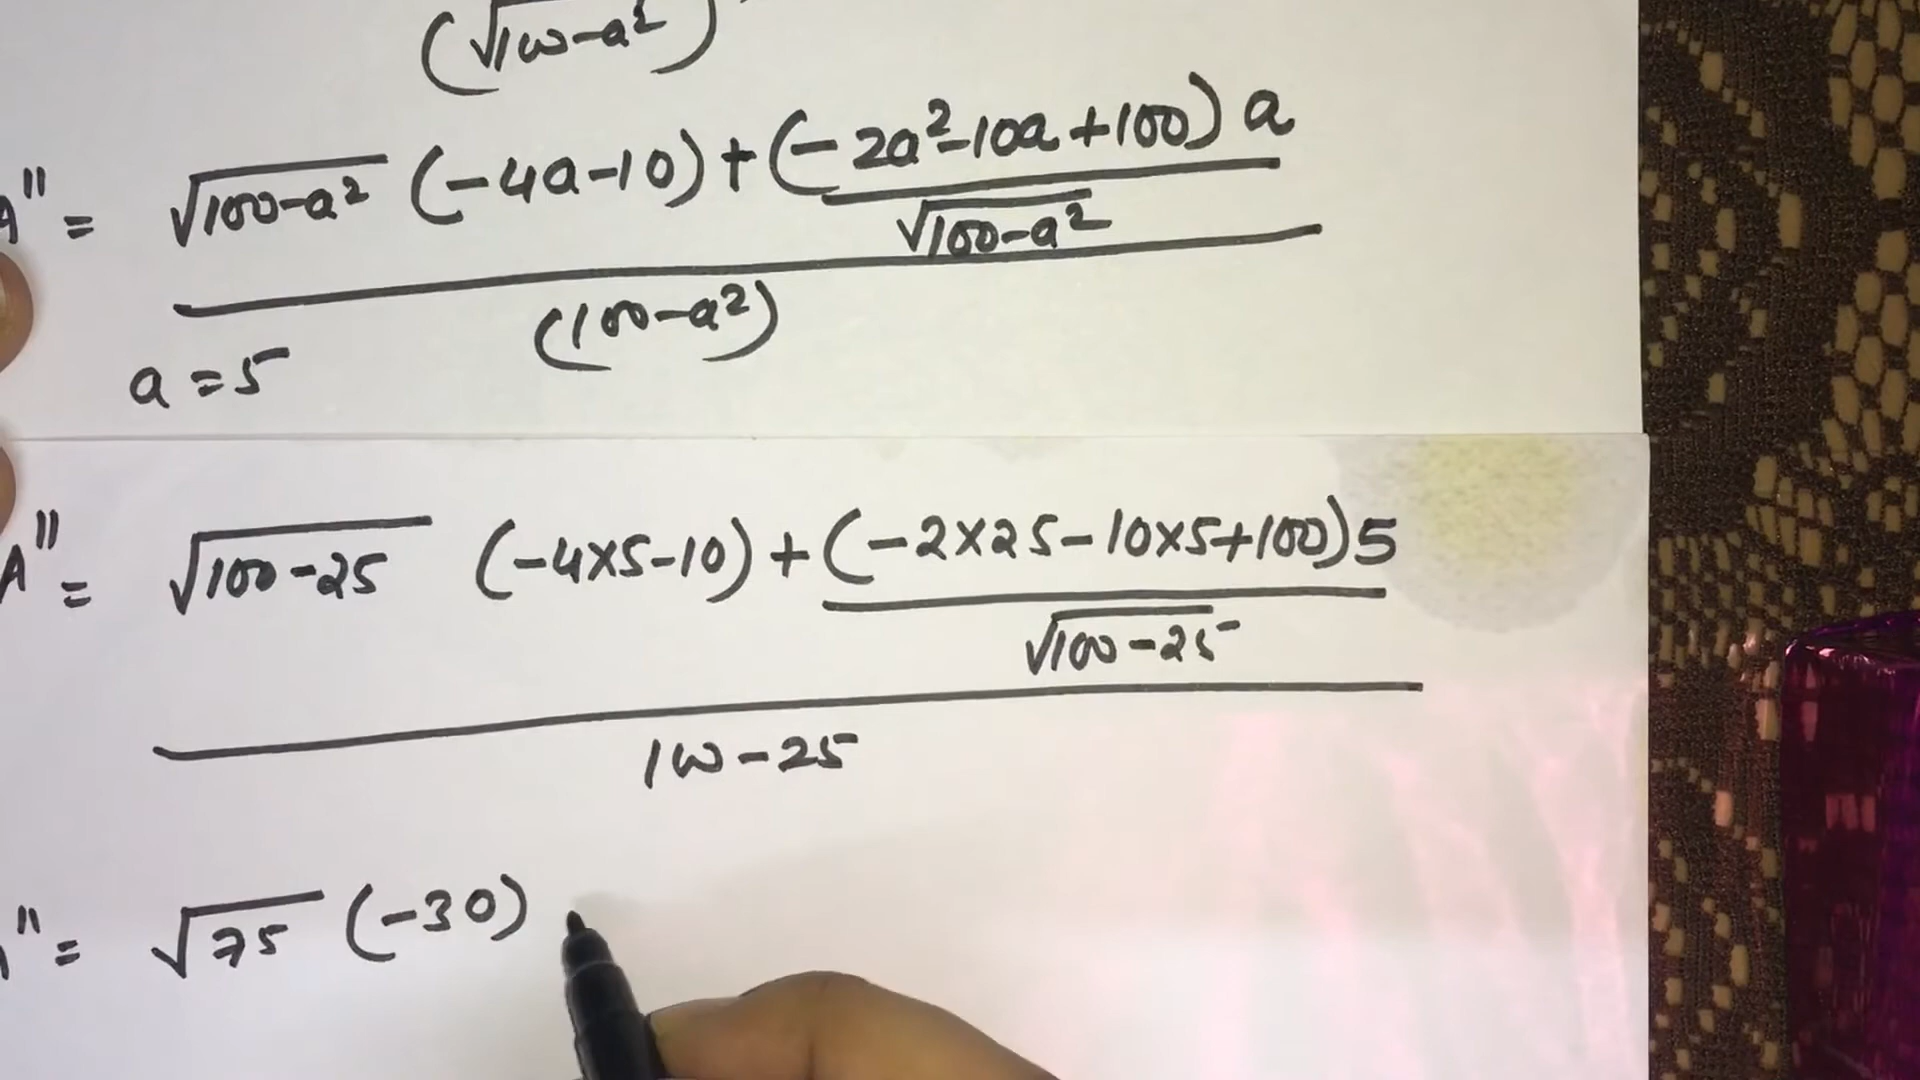 (√100-a²)
A'' = √100-a² (-4a-10) + (-2a²-10a+100) a
√100-a²
(100-a²)
a = 5
A'' = √100-25 (-4×5-10) + (-2×25-10×5+100)5
√100-25
100-25
'' = √75 (-30)